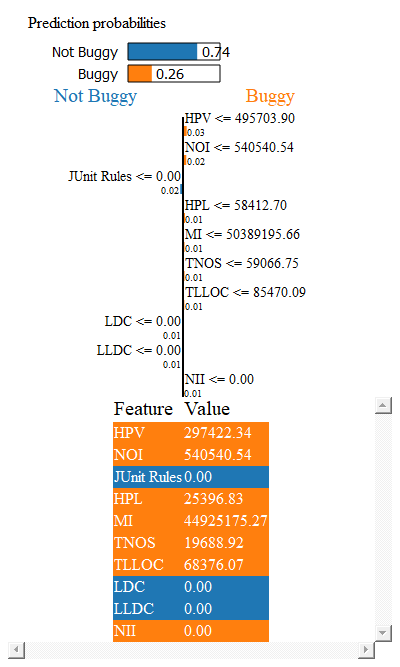 Prediction probabilities
Not Buggy 0.74
Buggy 0.26
Not Buggy Buggy
HPV <= 495703.90
0.03
NOI <= 540540.54
0.02
JUnit Rules <= 0.00
0.02
HPL <= 58412.70
0.01
MI <= 50389195.66
0.01
TNOS <= 59066.75
0.01
TLLOC <= 85470.09
0.01
LDC <= 0.00
0.01
LLDC <= 0.00
0.01
NII <= 0.00
0.01
Feature Value
HPV 297422.34
NOI 540540.54
JUnit Rules 0.00
HPL 25396.83
MI 44925175.27
TNOS 19688.92
TLLOC 68376.07
LDC 0.00
LLDC 0.00
NII 0.00